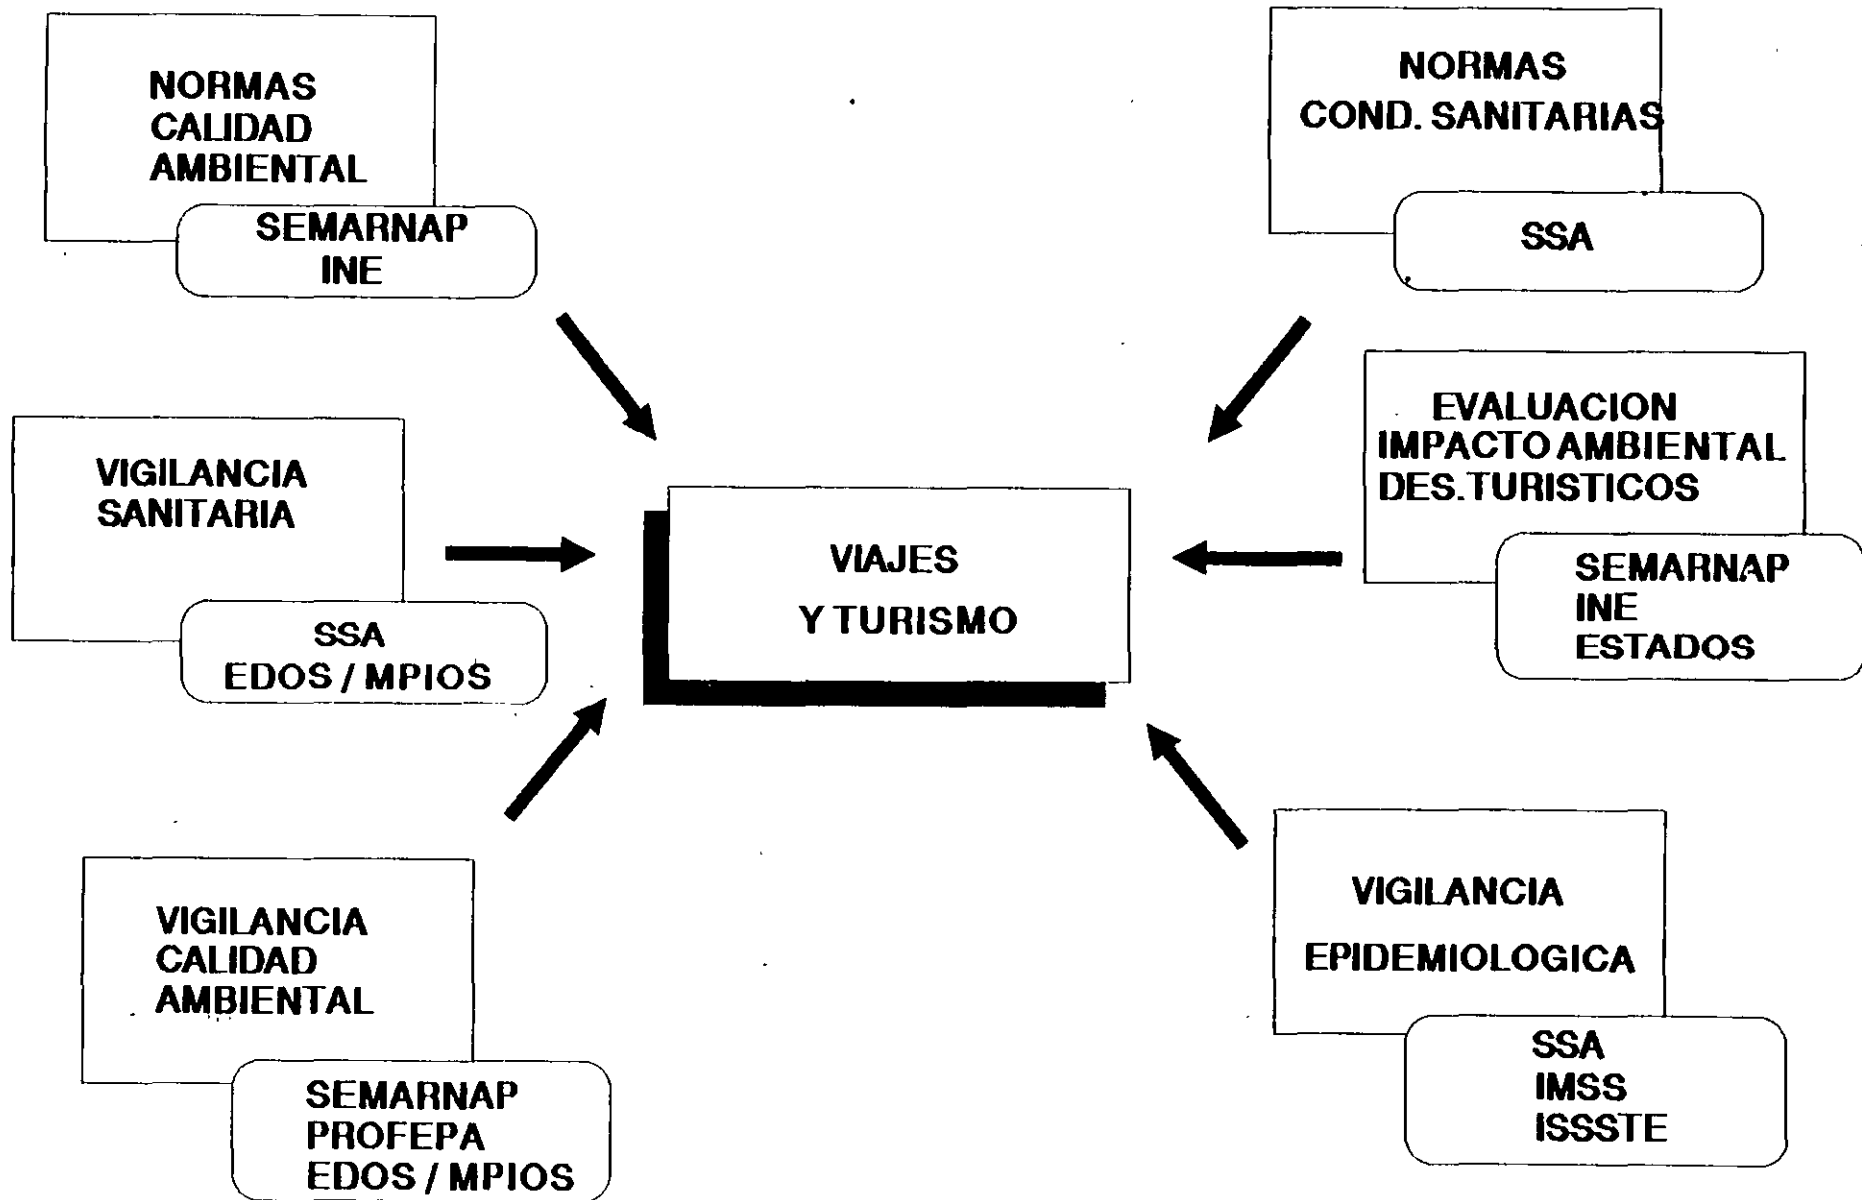 NORMAS
CALIDAD
AMBIENTAL
SEMARNAP
INE
NORMAS
COND. SANITARIAS
SSA
VIGILANCIA
SANITARIA
SSA
EDOS / MPIOS
VIAJES
Y TURISMO
EVALUACION
IMPACTO AMBIENTAL
DES. TURISTICOS
SEMARNAP
INE
ESTADOS
VIGILANCIA
CALIDAD
AMBIENTAL
SEMARNAP
PROFEPA
EDOS / MPIOS
VIGILANCIA
EPIDEMIOLOGICA
SSA
IMSS
ISSSTE